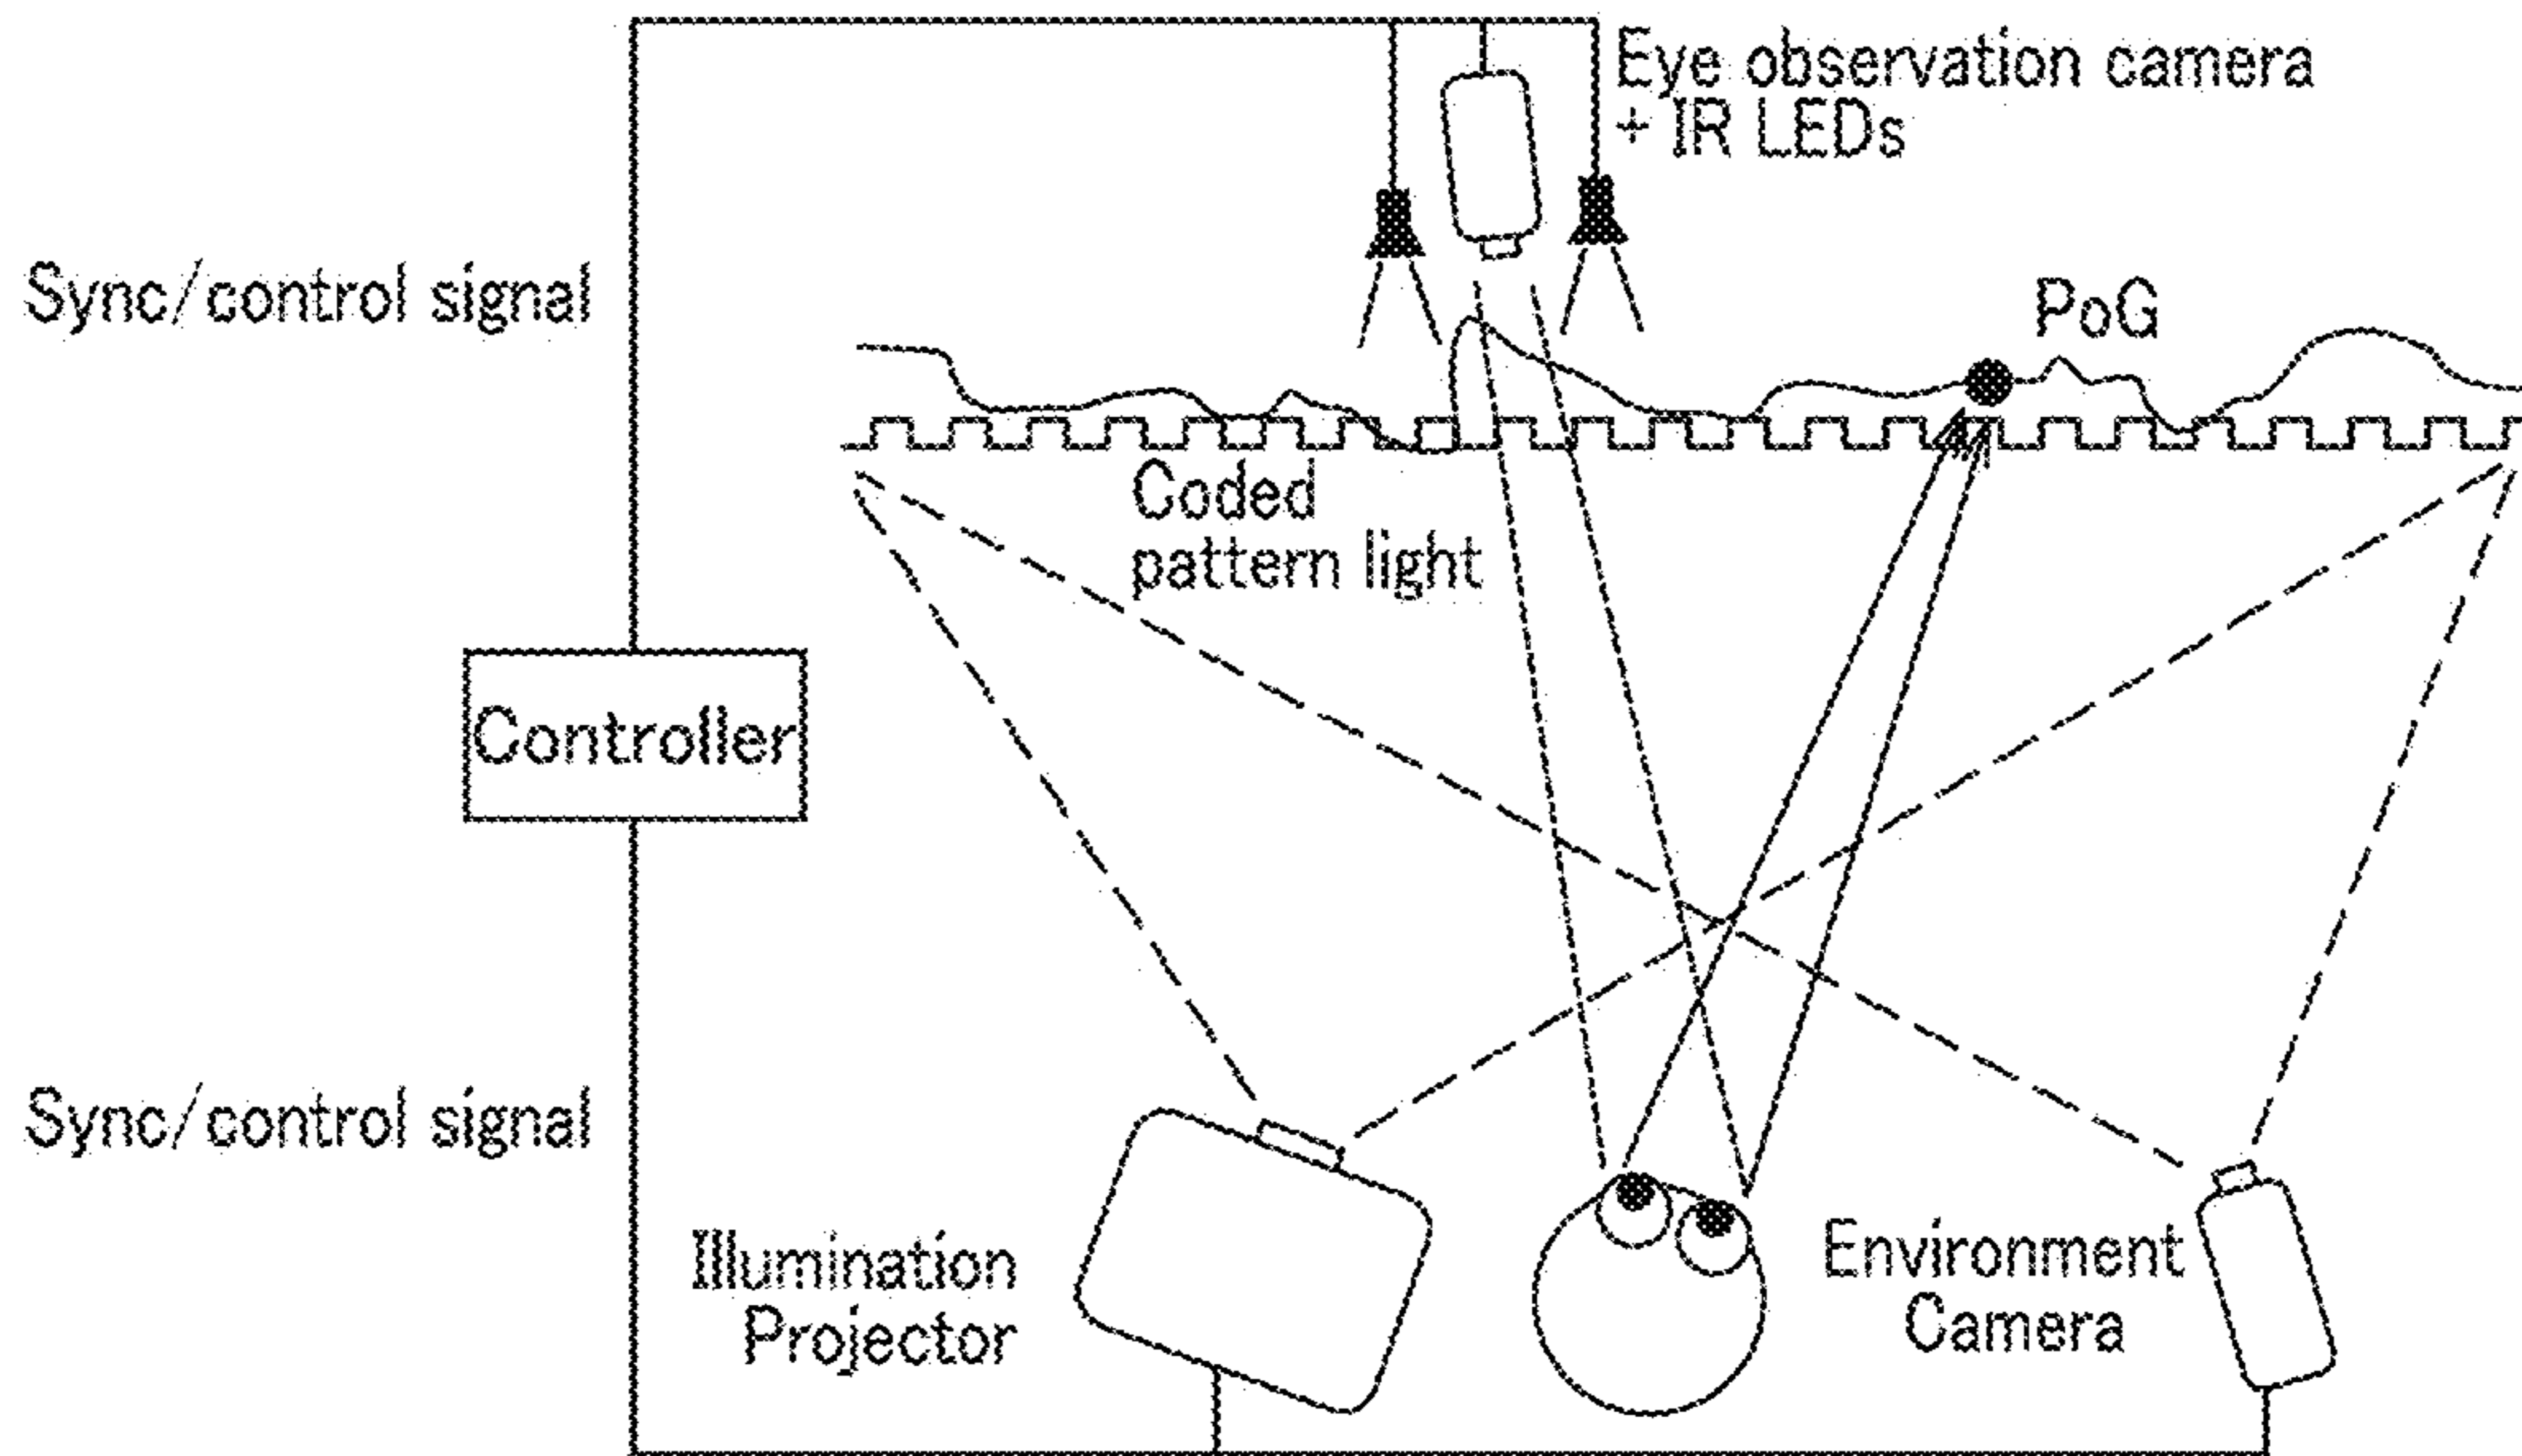 Eye observation camera
+ IR LEDs
Sync/control signal
PoG
Coded
pattern light
Controller
Sync/control signal
Illumination
Projector
Environment
Camera